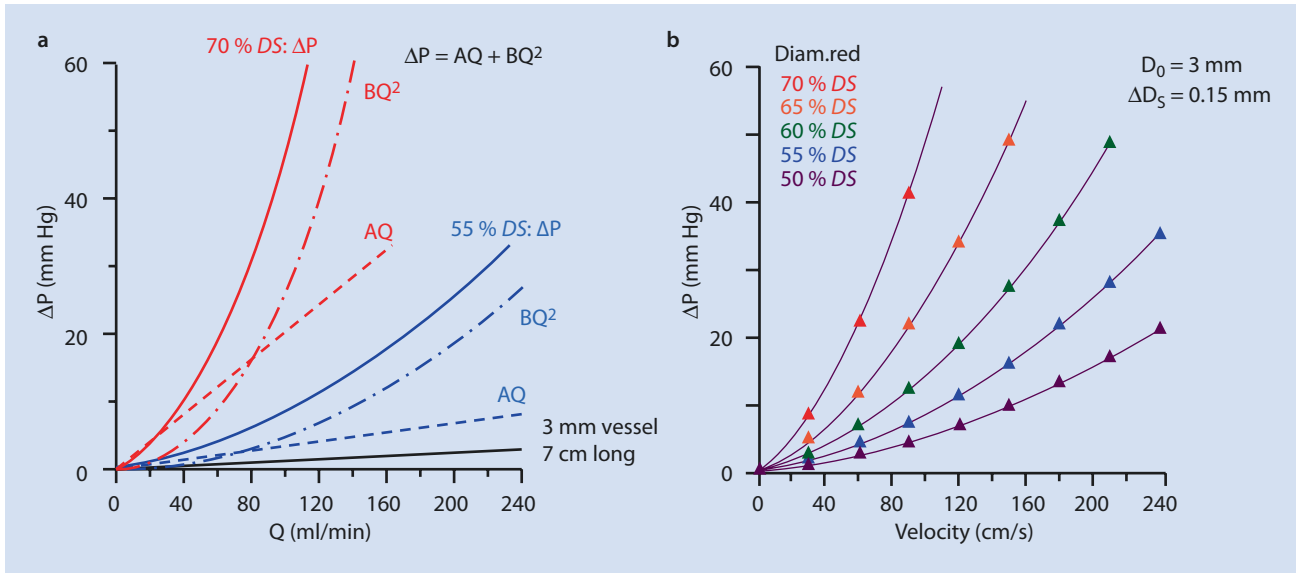 a
70 % DS: ΔP
ΔP = AQ + BQ²
BQ²
AQ
55 % DS: ΔP
BQ²
AQ
3 mm vessel
7 cm long
60
40
20
0
ΔP (mm Hg)
0 40 80 120 160 200 240
Q (ml/min)
b
Diam.red
70 % DS
65 % DS
60 % DS
55 % DS
50 % DS
D₀ = 3 mm
ΔDₛ = 0.15 mm
60
40
20
0
ΔP (mm Hg)
0 40 80 120 160 200 240
Velocity (cm/s)